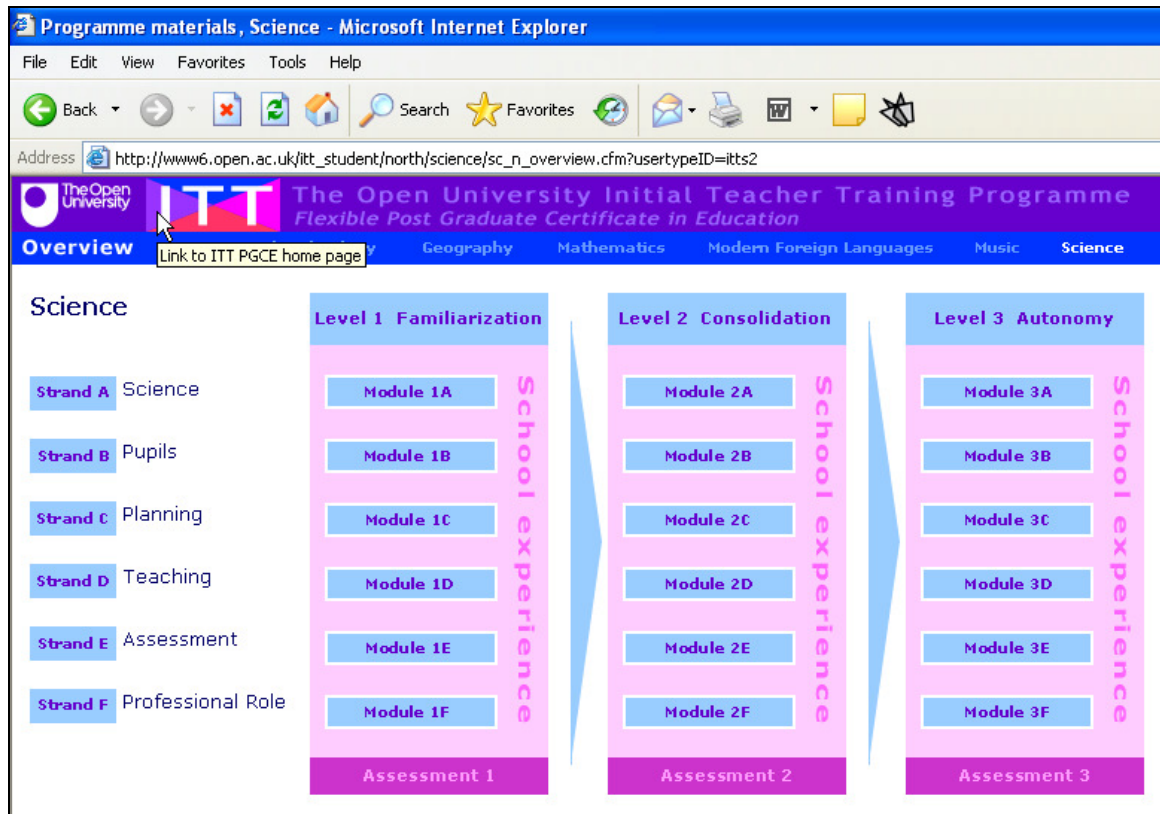 Programme materials, Science - Microsoft Internet Explorer
File Edit View Favorites Tools Help
Back Search Favorites
Address http://www6.open.ac.uk/itt_student/north/science/sc_n_overview.cfm?usertypeID=itts2
The Open University ITT The Open University Initial Teacher Training Programme
Flexible Post Graduate Certificate in Education
Overview Geography Mathematics Modern Foreign Languages Music Science
Link to ITT PGCE home page
Science
Level 1 Familiarization Level 2 Consolidation Level 3 Autonomy
Strand A Science Module 1A Module 2A Module 3A
Strand B Pupils Module 1B Module 2B Module 3B
Strand C Planning Module 1C Module 2C Module 3C
Strand D Teaching Module 1D Module 2D Module 3D
Strand E Assessment Module 1E Module 2E Module 3E
Strand F Professional Role Module 1F Module 2F Module 3F
School experience
School experience
School experience
Assessment 1 Assessment 2 Assessment 3